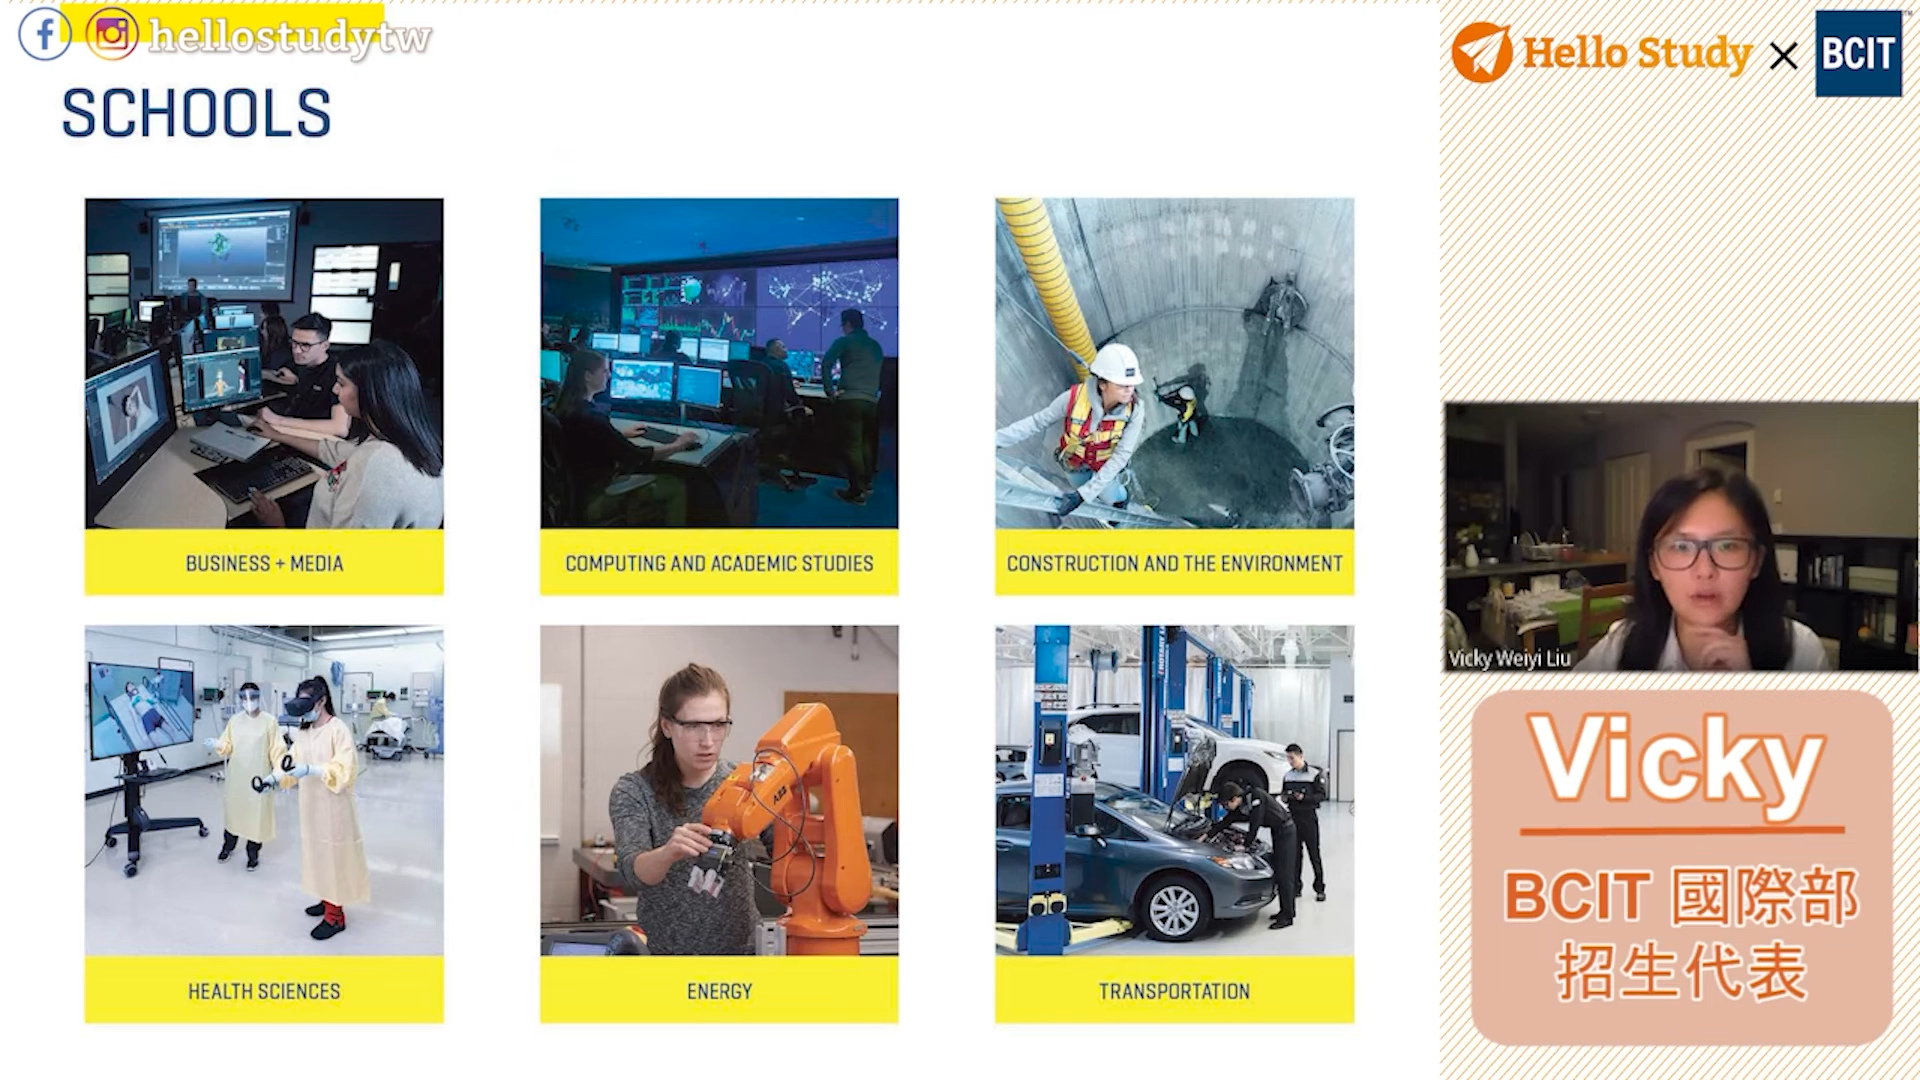 hellostudytw
SCHOOLS
BUSINESS + MEDIA
COMPUTING AND ACADEMIC STUDIES
CONSTRUCTION AND THE ENVIRONMENT
HEALTH SCIENCES
ENERGY
TRANSPORTATION
ABB
Hello Study × BCIT
Vicky Weiyi Liu
Vicky
BCIT 國際部
招生代表